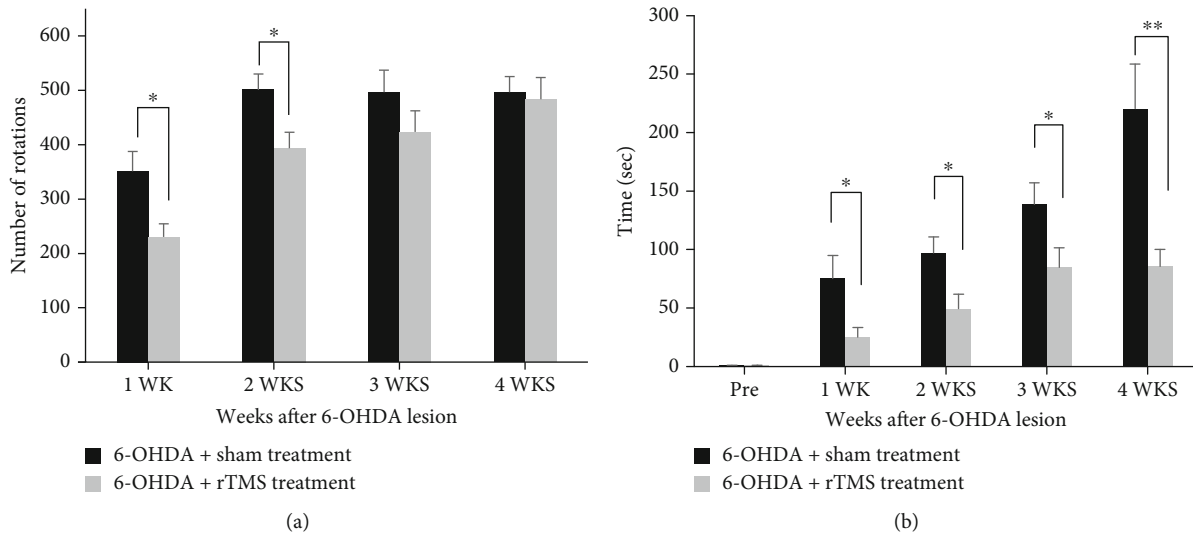 600
500
400
300
200
100
0
Number of rotations
*
*
1 WK 2 WKS 3 WKS 4 WKS
Weeks after 6-OHDA lesion
6-OHDA + sham treatment
6-OHDA + rTMS treatment
(a)
300
250
200
150
100
50
0
Time (sec)
*
*
*
**
Pre 1 WK 2 WKS 3 WKS 4 WKS
Weeks after 6-OHDA lesion
6-OHDA + sham treatment
6-OHDA + rTMS treatment
(b)